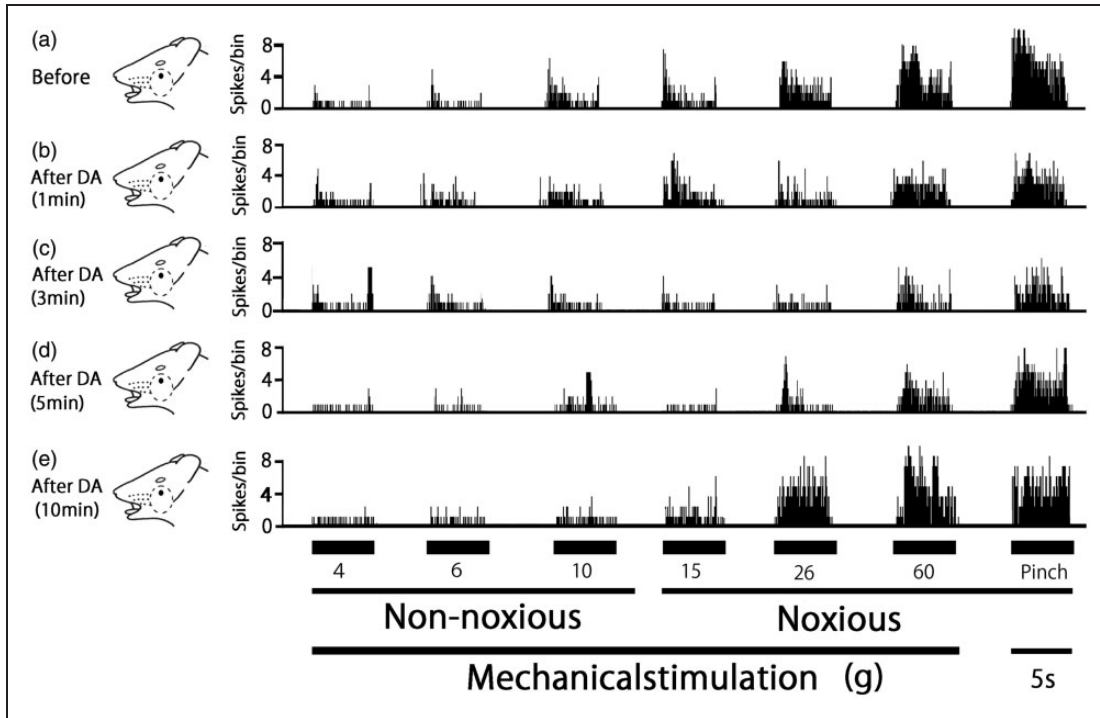 (a)
Before
Spikes/bin
8
4
0
(b)
After DA
(1min)
Spikes/bin
8
4
0
(c)
After DA
(3min)
Spikes/bin
8
4
0
(d)
After DA
(5min)
Spikes/bin
8
4
0
(e)
After DA
(10min)
Spikes/bin
8
4
0
4 6 10 15 26 60 Pinch
Non-noxious Noxious
Mechanicalstimulation (g) 5s